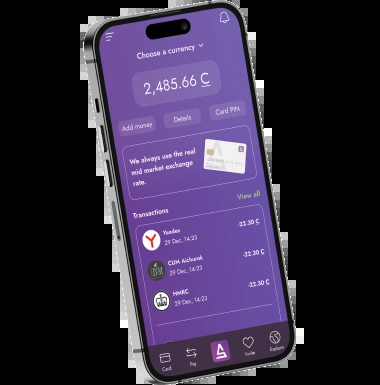 Choose a currency
2,485.66 C
Add money
Details
Card PIN
We always use the real
mid market exchange
rate.
Transactions
View all
Yandex
29 Dec, 14:23
-22.30 C
CUM Aichurok
29 Dec, 14:23
-22.30 C
HMRC
29 Dec, 14:23
-22.30 C
Card
Pay
Invite
Explore